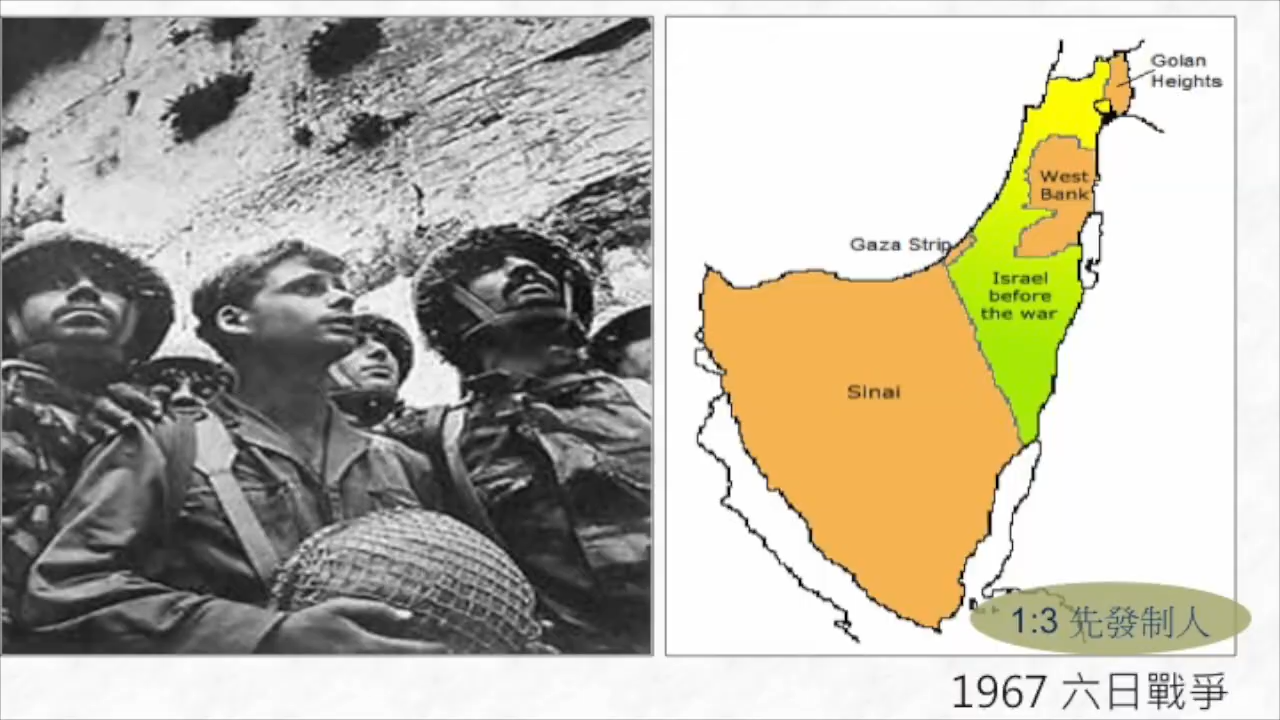 Golan
Heights
West
Bank
Gaza Strip
Israel
before
the war
Sinai
1:3 先發制人
1967 六日戰爭